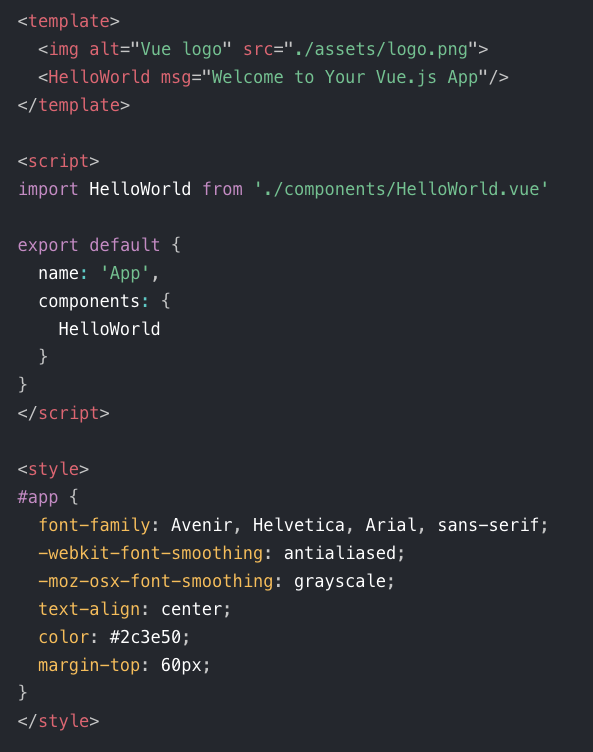 <template>
  <img alt="Vue logo" src="./assets/logo.png">
  <HelloWorld msg="Welcome to Your Vue.js App"/>
</template>

<script>
import HelloWorld from './components/HelloWorld.vue'

export default {
  name: 'App',
  components: {
    HelloWorld
  }
}
</script>

<style>
#app {
  font-family: Avenir, Helvetica, Arial, sans-serif;
  -webkit-font-smoothing: antialiased;
  -moz-osx-font-smoothing: grayscale;
  text-align: center;
  color: #2c3e50;
  margin-top: 60px;
}
</style>